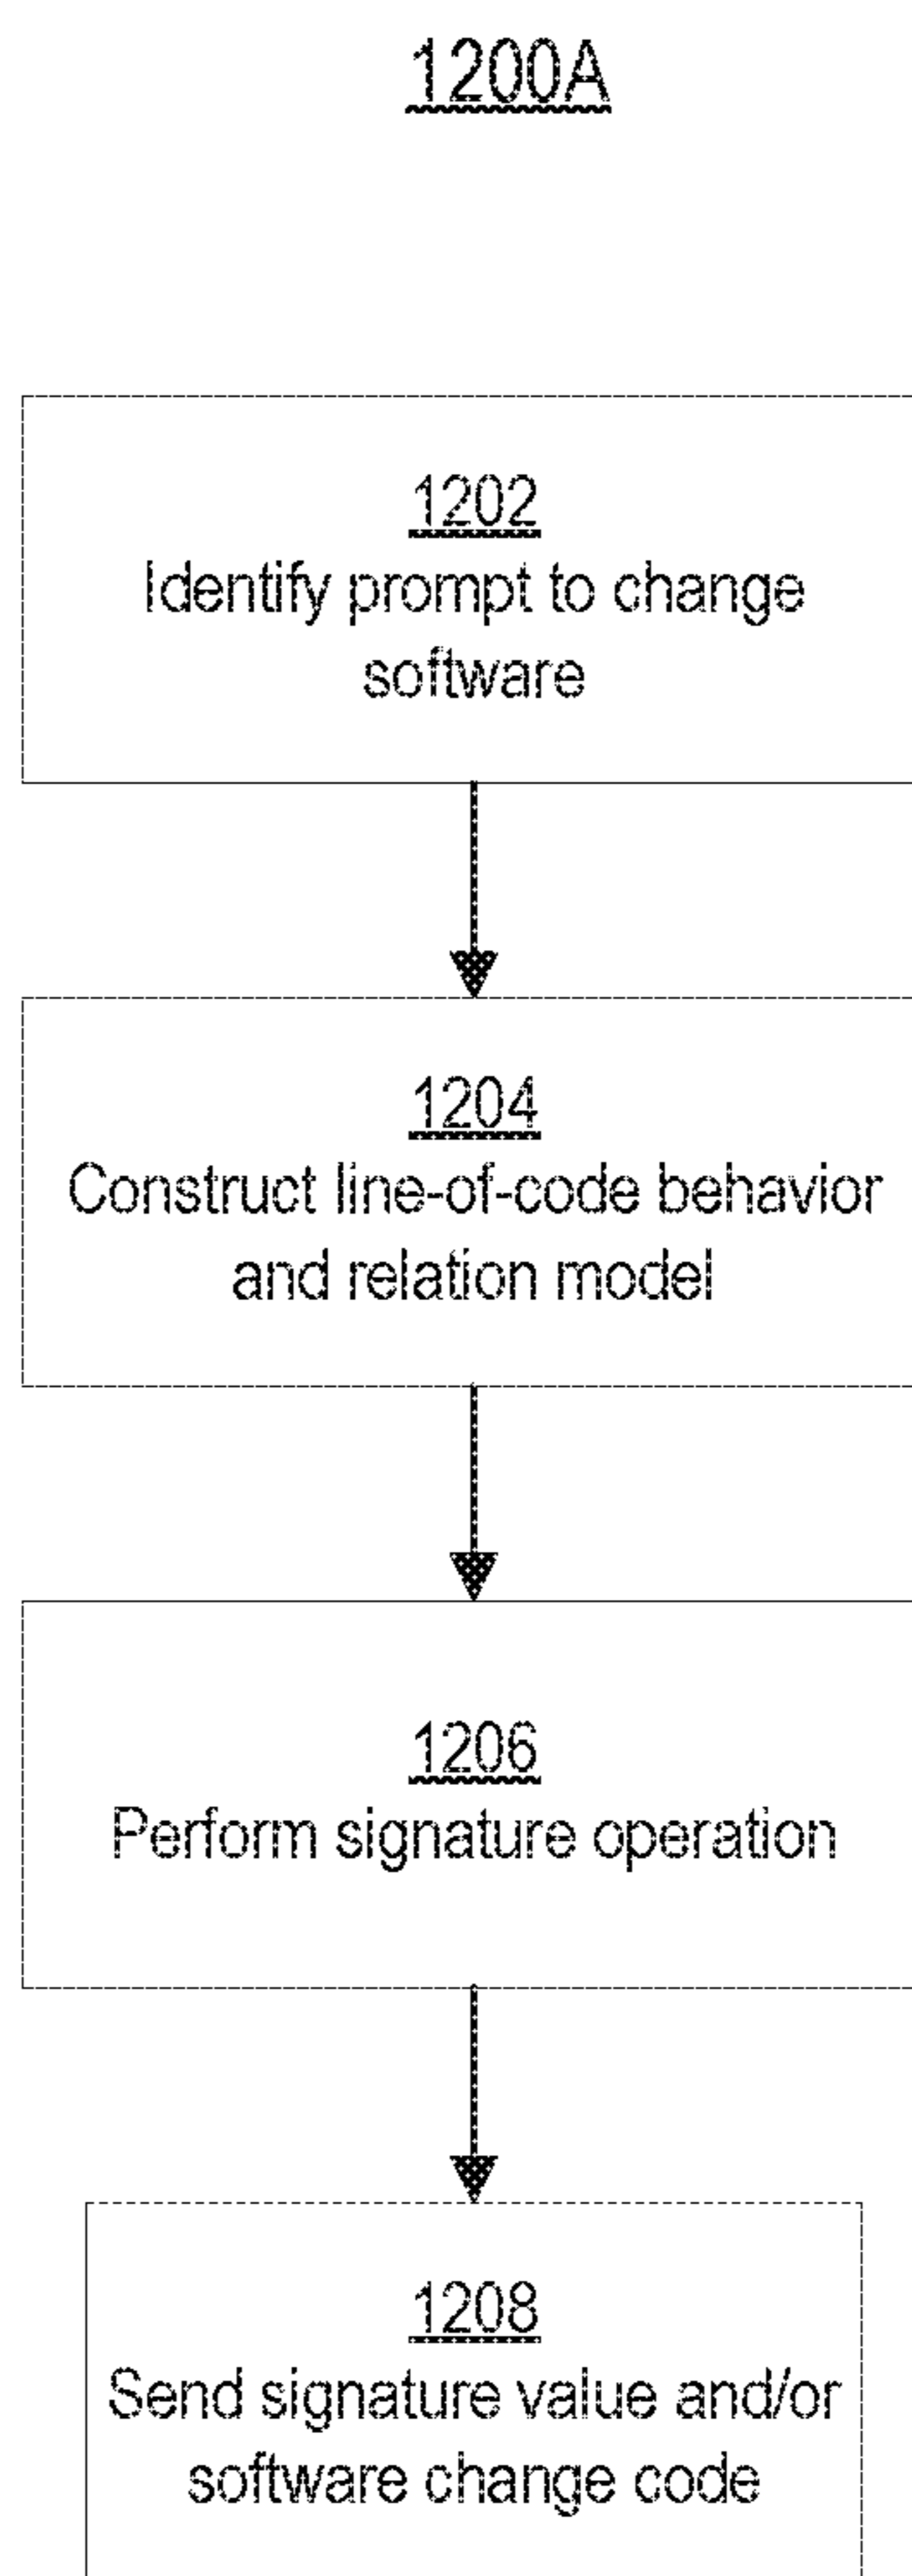 1200A
1202
Identify prompt to change
software
1204
Construct line-of-code behavior
and relation model
1206
Perform signature operation
1208
Send signature value and/or
software change code